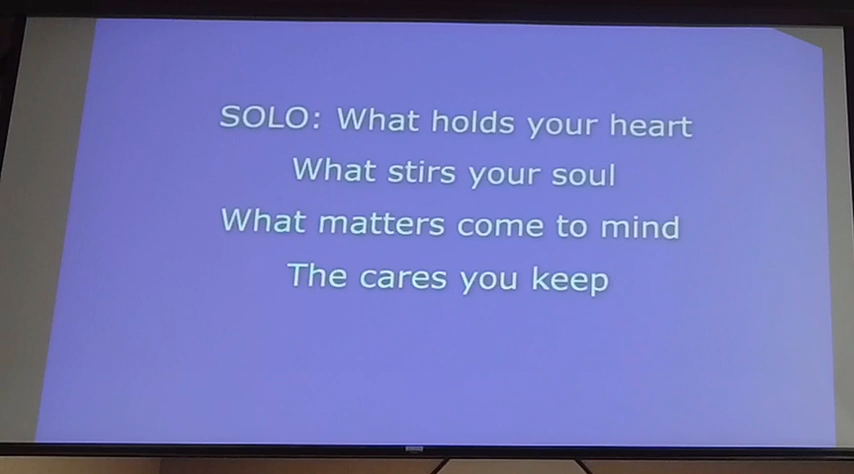 SOLO: What holds your heart
What stirs your soul
What matters come to mind
The cares you keep